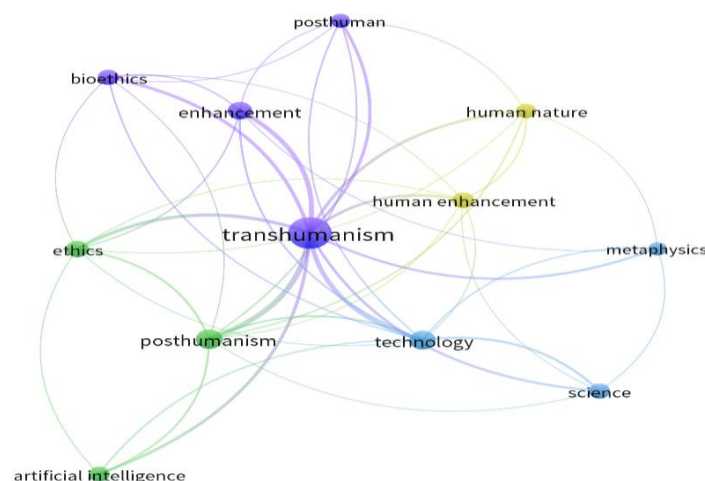 posthuman
bioethics
enhancement
human nature
human enhancement
transhumanism
ethics
metaphysics
posthumanism
technology
science
artificial intelligence